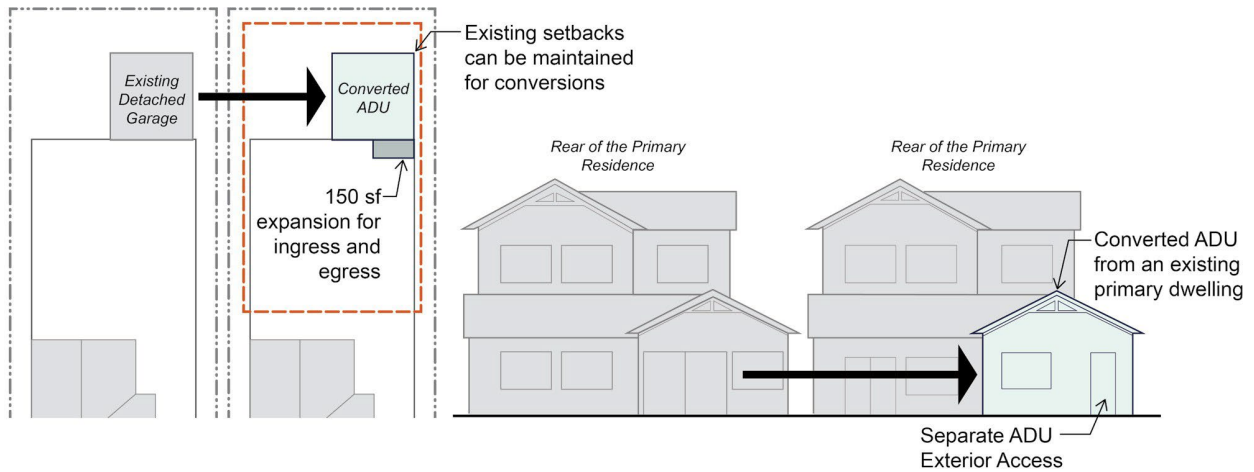 Existing
Detached
Garage
Converted
ADU
Existing setbacks
can be maintained
for conversions
150 sf
expansion for
ingress and
egress
Rear of the Primary
Residence
Rear of the Primary
Residence
Converted ADU
from an existing
primary dwelling
Separate ADU
Exterior Access